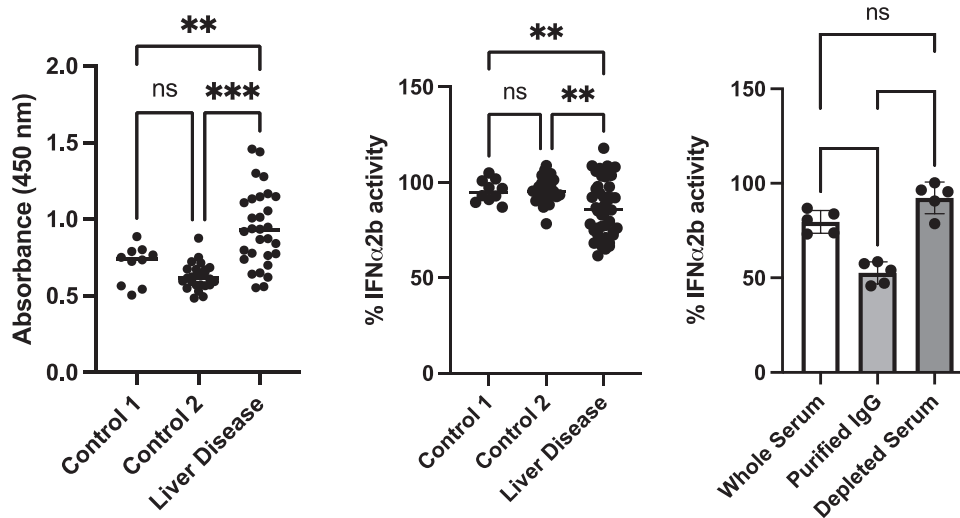 Absorbance (450 nm)
2.0
1.5
1.0
0.5
0.0
**
ns
***
Control 1
Control 2
Liver Disease
% IFNα2b activity
150
100
50
0
**
ns
**
Control 1
Control 2
Liver Disease
% IFNα2b activity
150
100
50
0
ns
Whole Serum
Purified IgG
Depleted Serum